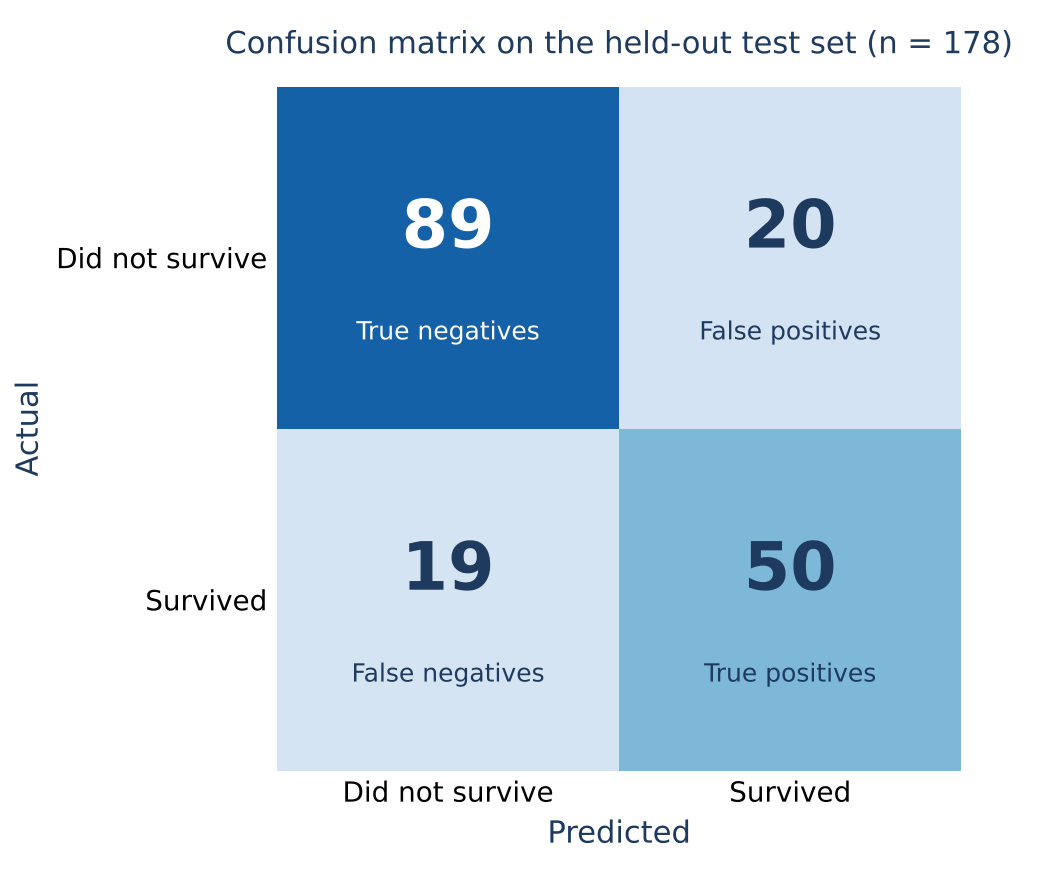 Confusion matrix on the held-out test set (n = 178)
89
20
Did not survive
True negatives
False positives
Actual
19
50
Survived
False negatives
True positives
Did not survive
Survived
Predicted